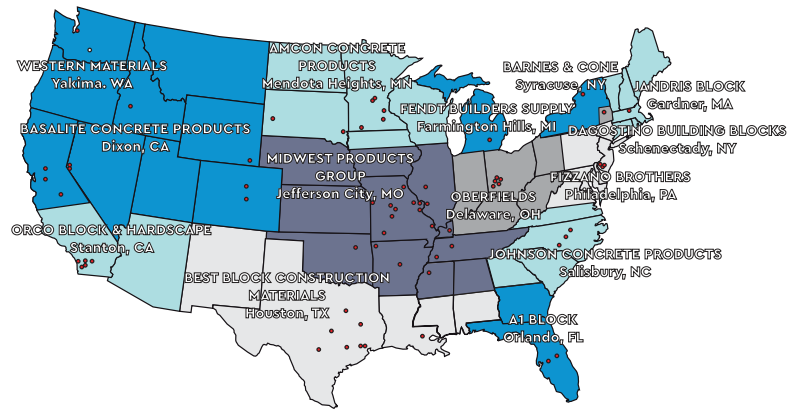 AMCON CONCRETE
PRODUCTS
Mendota Heights, MN
WESTERN MATERIALS
Yakima. WA
BARNES & CONE
Syracuse, NY
JANDRIS BLOCK
Gardner, MA
FENDT BUILDERS SUPPLY
Farmington Hills, MI
BASALITE CONCRETE PRODUCTS
Dixon, CA
DAGOSTINO BUILDING BLOCKS
Schenectady, NY
MIDWEST PRODUCTS
GROUP
Jefferson City, MO
FIZZANO BROTHERS
Philadelphia, PA
OBERFIELDS
Delaware, OH
ORCO BLOCK & HARDSCAPE
Stanton, CA
JOHNSON CONCRETE PRODUCTS
Salisbury, NC
BEST BLOCK CONSTRUCTION
MATERIALS
Houston, TX
A1 BLOCK
Orlando, FL